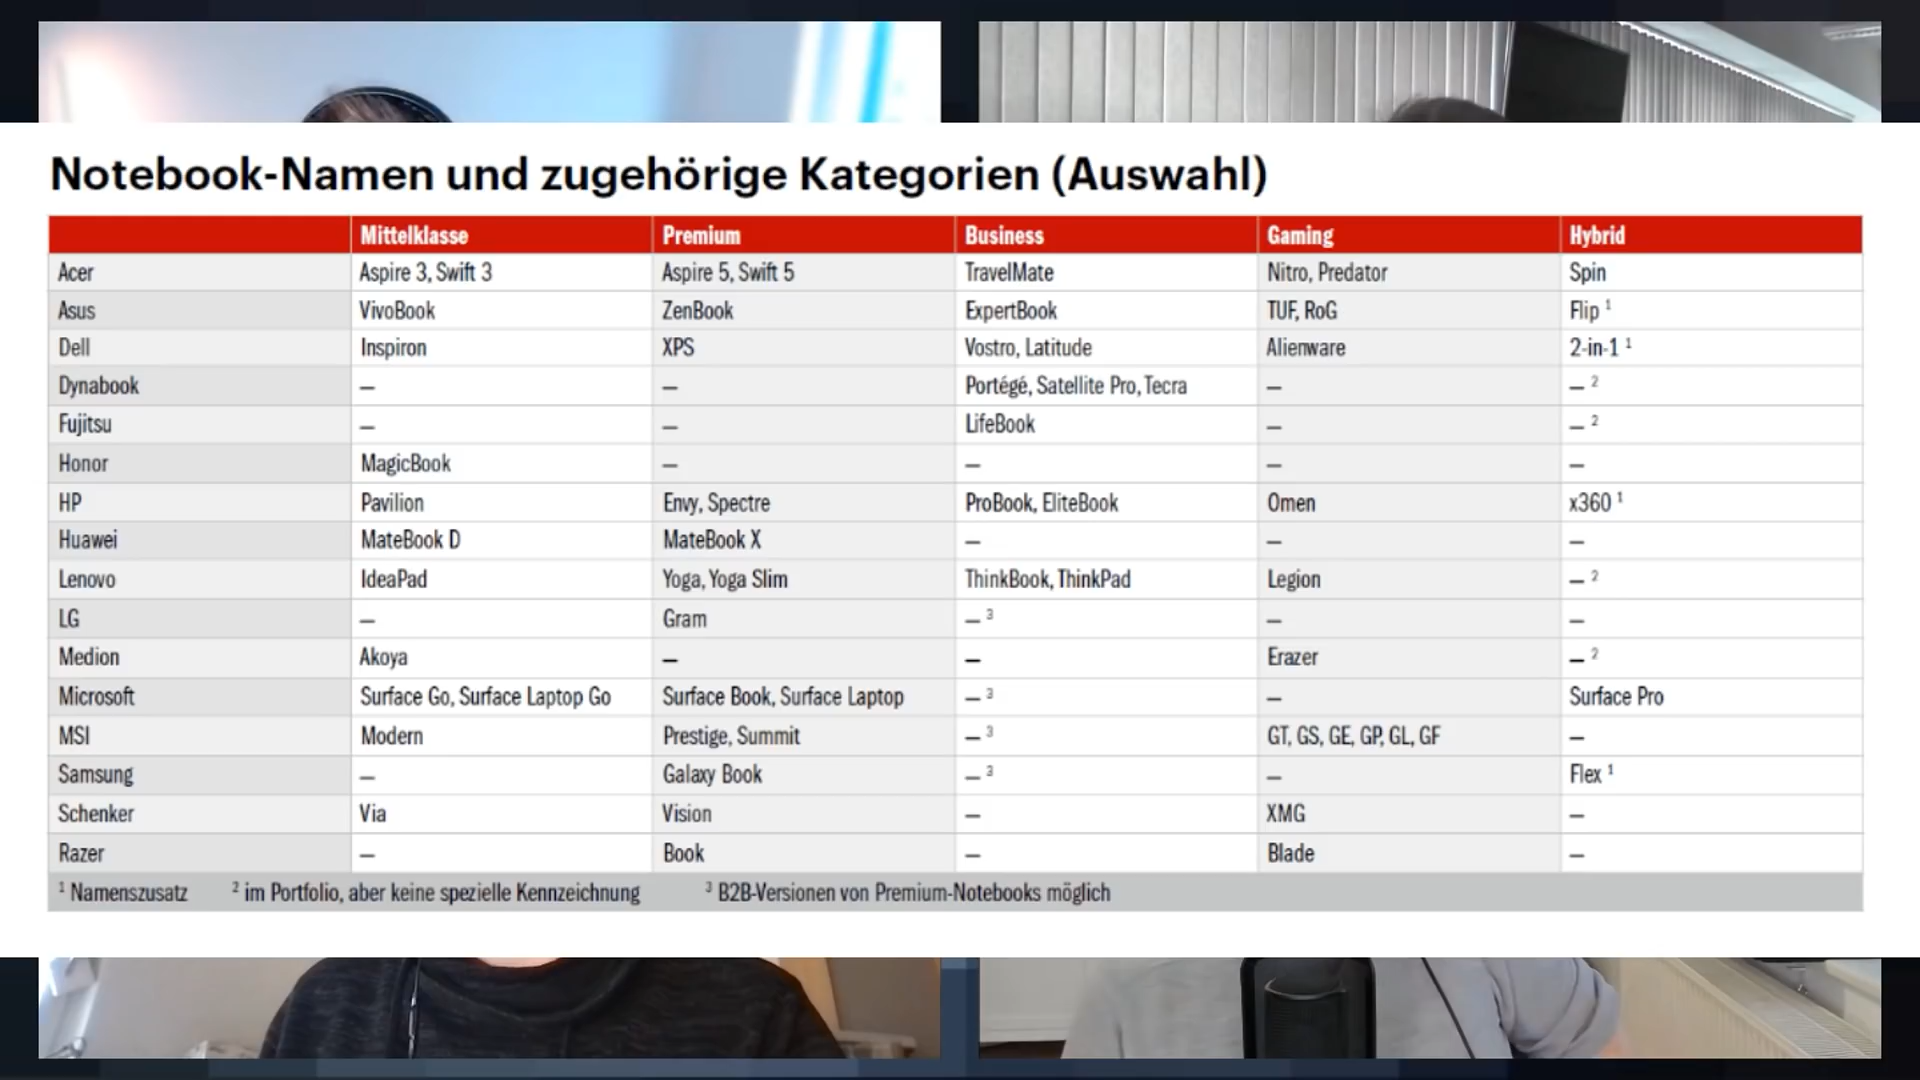 Notebook-Namen und zugehörige Kategorien (Auswahl)
Mittelklasse Premium Business Gaming Hybrid
Acer Aspire 3, Swift 3 Aspire 5, Swift 5 TravelMate Nitro, Predator Spin
Asus VivoBook ZenBook ExpertBook TUF, RoG Flip ¹
Dell Inspiron XPS Vostro, Latitude Alienware 2-in-1 ¹
Dynabook – – Portégé, Satellite Pro, Tecra – – ²
Fujitsu – – LifeBook – – ²
Honor MagicBook – – – –
HP Pavilion Envy, Spectre ProBook, EliteBook Omen x360 ¹
Huawei MateBook D MateBook X – – –
Lenovo IdeaPad Yoga, Yoga Slim ThinkBook, ThinkPad Legion – ²
LG – Gram – ³ – –
Medion Akoya – – Erazer – ²
Microsoft Surface Go, Surface Laptop Go Surface Book, Surface Laptop – ³ – Surface Pro
MSI Modern Prestige, Summit – ³ GT, GS, GE, GP, GL, GF –
Samsung – Galaxy Book – ³ – Flex ¹
Schenker Via Vision – XMG –
Razer – Book – Blade –
¹ Namenszusatz ² im Portfolio, aber keine spezielle Kennzeichnung ³ B2B-Versionen von Premium-Notebooks möglich